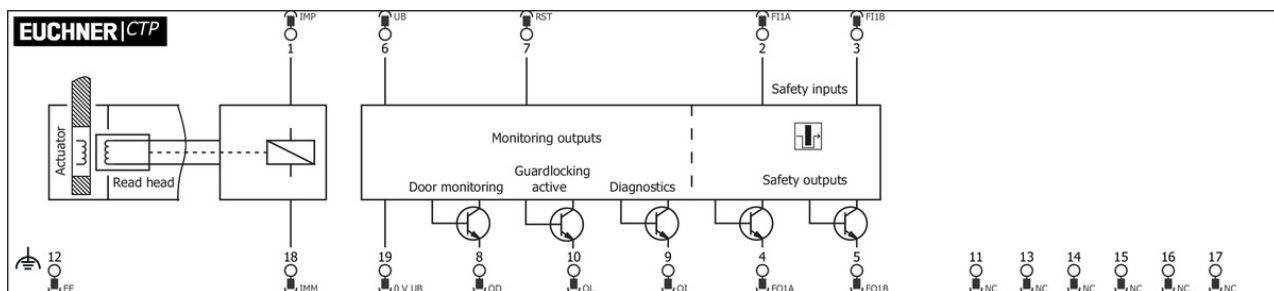 EUCHNER|CTP
IMP UB RST FI1A FI1B
1 6 7 2 3
Safety inputs
Actuator
Read head
Monitoring outputs
Door monitoring
Guardlocking
active
Diagnostics
Safety outputs
12 18 19 8 10 9 4 5 11 13 14 15 16 17
FE IMM 0 V UB OD OL OI FO1A FO1B NC NC NC NC NC NC